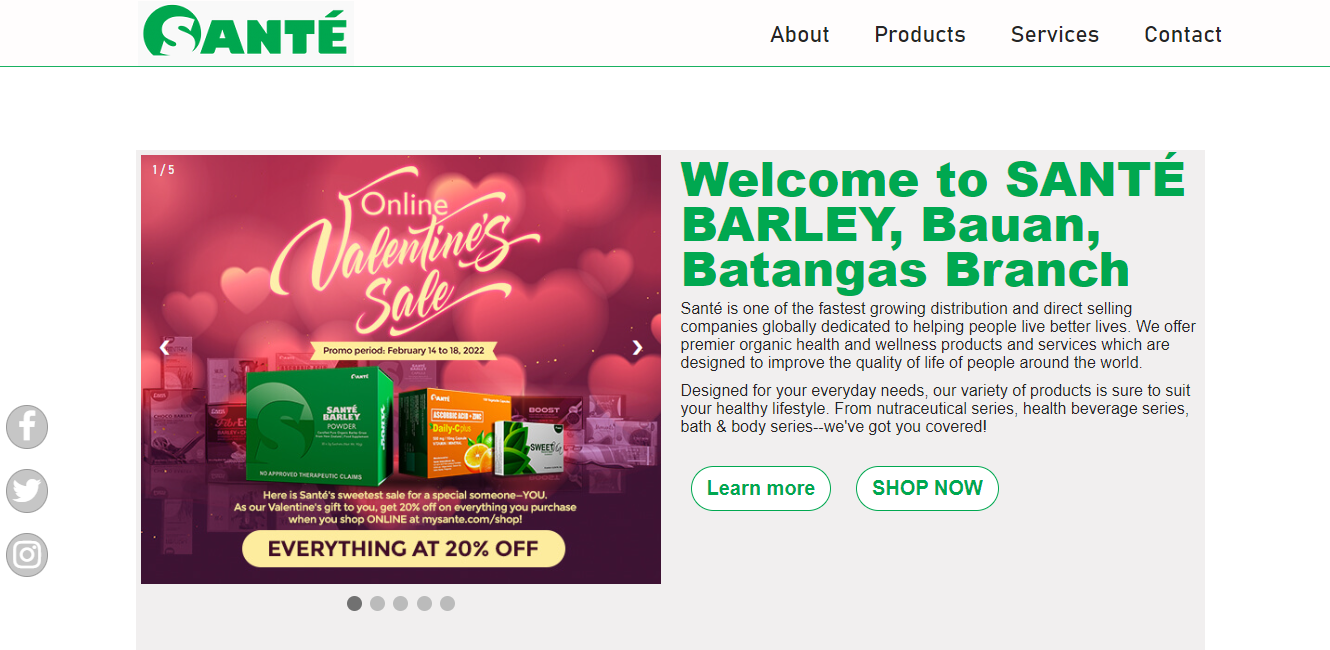 SANTÉ
About Products Services Contact
1 / 5
Online
Valentine's
Sale
Promo period: February 14 to 18, 2022
SANTÉ
SANTÉ
BARLEY
POWDER
NO APPROVED THERAPEUTIC CLAIMS
SANTÉ
ASCORBIC ACID + ZINC
Daily-C plus
BOOST
SWEET
Here is Santé's sweetest sale for a special someone–YOU.
As our Valentine's gift to you, get 20% off on everything you purchase
when you shop ONLINE at mysante.com/shop!
EVERYTHING AT 20% OFF
Welcome to SANTÉ
BARLEY, Bauan,
Batangas Branch
Santé is one of the fastest growing distribution and direct selling
companies globally dedicated to helping people live better lives. We offer
premier organic health and wellness products and services which are
designed to improve the quality of life of people around the world.
Designed for your everyday needs, our variety of products is sure to suit
your healthy lifestyle. From nutraceutical series, health beverage series,
bath & body series--we've got you covered!
Learn more SHOP NOW